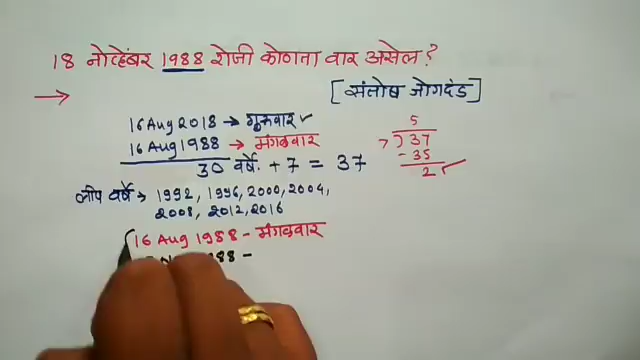 18 नोव्हेंबर 1988 रोजी कोणता वार असेल?
→ [संतोष जोगदंड]
16 Aug 2018 → गुरूवार ✓
16 Aug 1988 → मंगळवार
30 वर्षे + 7 = 37
5
7 ) 37
- 35
2 ✓
लीप वर्षे → 1992, 1996, 2000, 2004,
2008, 2012, 2016
16 Aug 1988 - मंगळवार
88 -